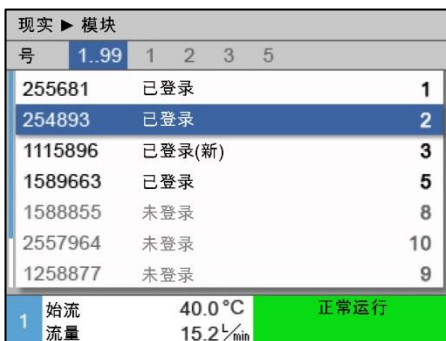 现实 ► 模块
号 1..99 1 2 3 5
255681 已登录 1
254893 已登录 2
1115896 已登录(新) 3
1589663 已登录 5
1588855 未登录 8
2557964 未登录 10
1258877 未登录 9
1 始流 40.0 °C 正常运行
流量 15.2 L/min